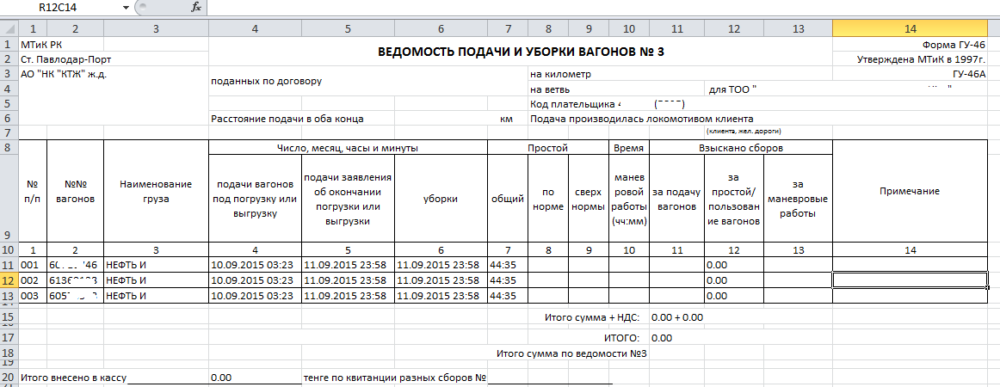 R12C14 fx
1 2 3 4 5 6 7 8 9 10 11 12 13 14
1 МТиК РК ВЕДОМОСТЬ ПОДАЧИ И УБОРКИ ВАГОНОВ № 3 Форма ГУ-46
2 Ст. Павлодар-Порт Утверждена МТиК в 1997г.
3 АО "НК "КТЖ" ж.д. поданных по договору на километр ГУ-46А
4 на ветвь для ТОО " "
5 Код плательщика
6 Расстояние подачи в оба конца км Подача производилась локомотивом клиента
7 (клиента, жел. дороги)
8 Число, месяц, часы и минуты Простой Время Взыскано сборов
9 № п/п №№ вагонов Наименование груза подачи вагонов под погрузку или выгрузку подачи заявления об окончании погрузки или выгрузки уборки общий по норме сверх нормы манев ровой работы (чч:мм) за подачу вагонов за простой/ пользован ие вагонов за маневровые работы Примечание
10 1 2 3 4 5 6 7 8 9 10 11 12 13 14
11 001 НЕФТЬ И 10.09.2015 03:23 11.09.2015 23:58 11.09.2015 23:58 44:35 0.00
12 002 НЕФТЬ И 10.09.2015 03:23 11.09.2015 23:58 11.09.2015 23:58 44:35 0.00
13 003 НЕФТЬ И 10.09.2015 03:23 11.09.2015 23:58 11.09.2015 23:58 44:35 0.00
15 Итого сумма + НДС: 0.00 + 0.00
17 ИТОГО: 0.00
18 Итого сумма по ведомости №3
19
20 Итого внесено в кассу 0.00 тенге по квитанции разных сборов №